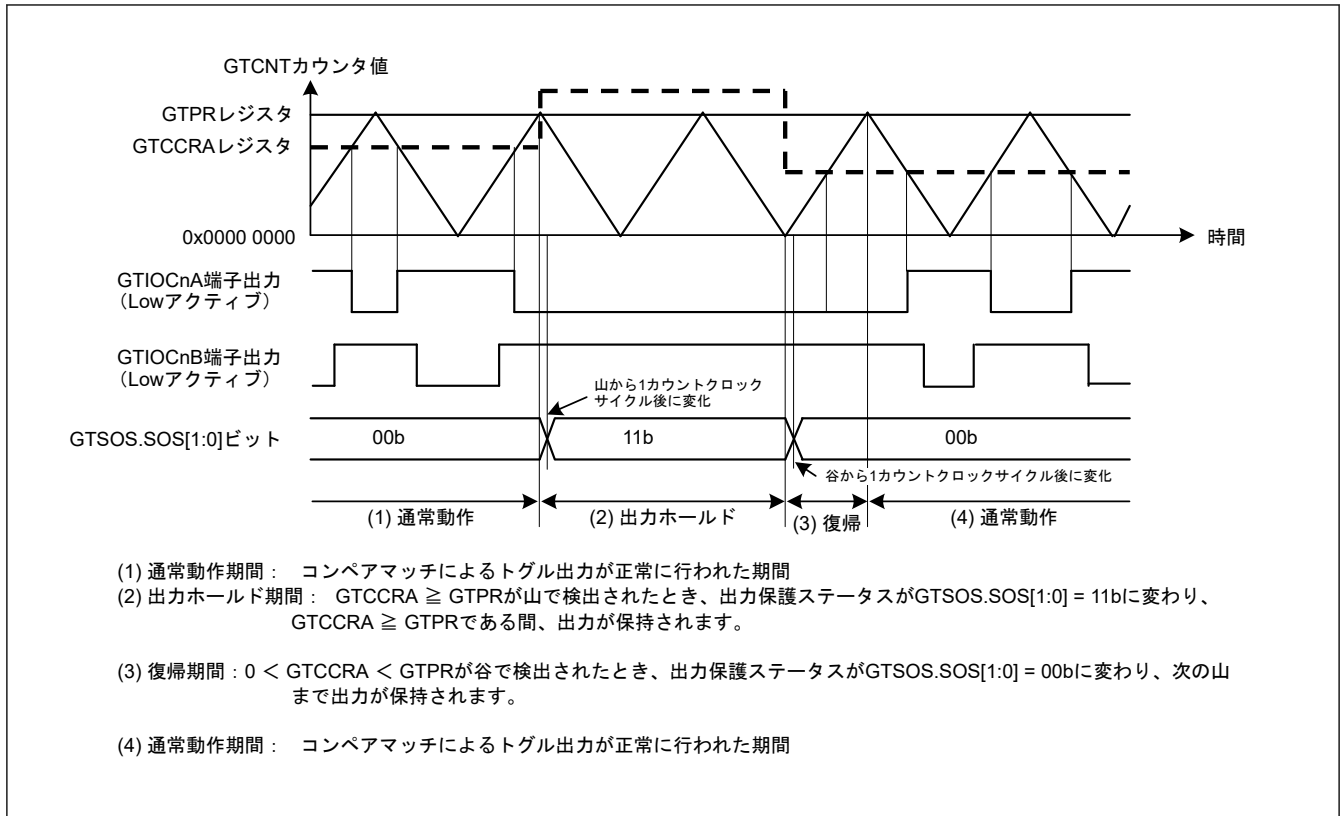 GTCNTカウンタ値
GTPRレジスタ
GTCCRAレジスタ
0x0000 0000
時間
GTIOCnA端子出力
（Lowアクティブ）
GTIOCnB端子出力
（Lowアクティブ）
山から1カウントクロック
サイクル後に変化
GTSOS.SOS[1:0]ビット
00b
11b
00b
谷から1カウントクロックサイクル後に変化
(1) 通常動作
(2) 出力ホールド
(3) 復帰
(4) 通常動作
(1) 通常動作期間： コンペアマッチによるトグル出力が正常に行われた期間
(2) 出力ホールド期間： GTCCRA ≧ GTPRが山で検出されたとき、出力保護ステータスがGTSOS.SOS[1:0] = 11bに変わり、
GTCCRA ≧ GTPRである間、出力が保持されます。
(3) 復帰期間：0 ＜ GTCCRA ＜ GTPRが谷で検出されたとき、出力保護ステータスがGTSOS.SOS[1:0] = 00bに変わり、次の山
まで出力が保持されます。
(4) 通常動作期間： コンペアマッチによるトグル出力が正常に行われた期間